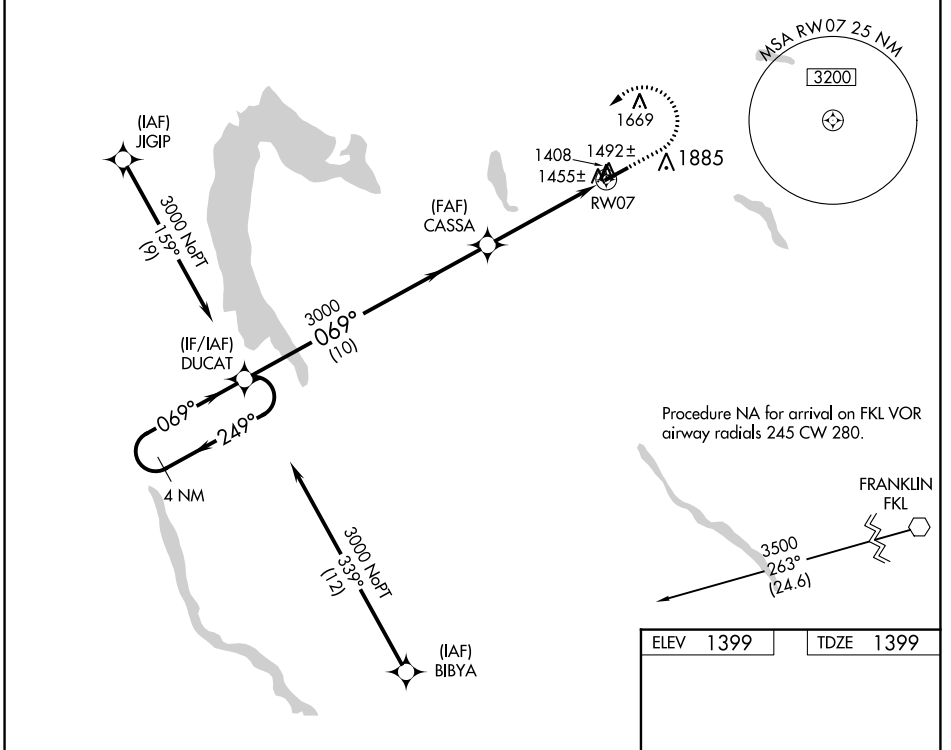 MSA RW07 25 NM
3200
(IAF)
JIGIP
1669
1408
1492±
1885
1455±
RW07
3000 NoPT
159°
(9)
(FAF)
CASSA
3000
069°
(10)
(IF/IAF)
DUCAT
069°
249°
4 NM
Procedure NA for arrival on FKL VOR
airway radials 245 CW 280.
FRANKLIN
FKL
3500
263°
(24.6)
3000 NoPT
339°
(12)
(IAF)
BIBYA
ELEV 1399
TDZE 1399